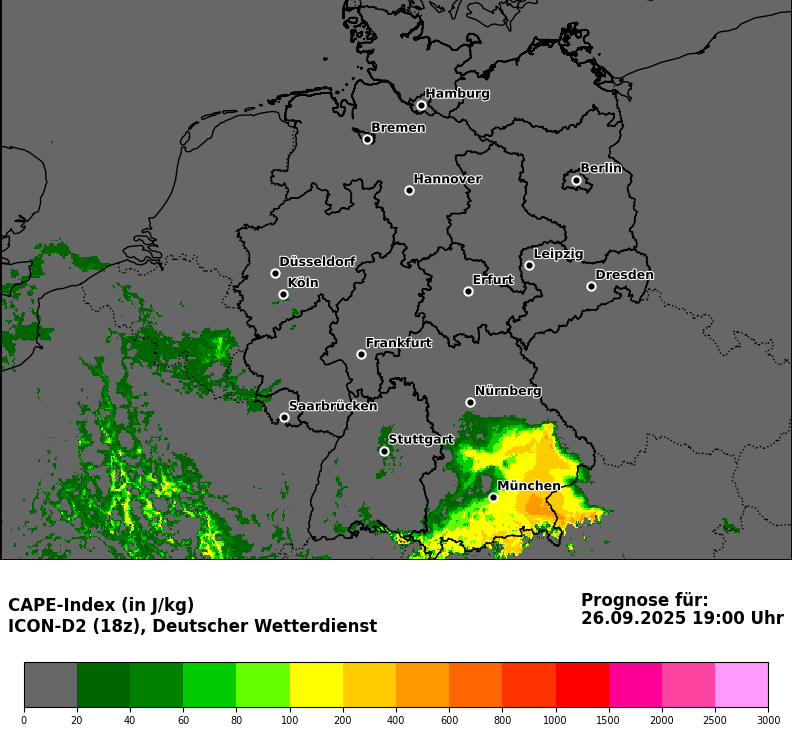 Hamburg
Bremen
Berlin
Hannover
Leipzig
Düsseldorf
Dresden
Köln
Erfurt
Frankfurt
Nürnberg
Saarbrücken
Stuttgart
München
CAPE-Index (in J/kg)
ICON-D2 (18z), Deutscher Wetterdienst
Prognose für:
26.09.2025 19:00 Uhr
0 20 40 60 80 100 200 400 600 800 1000 1500 2000 2500 3000